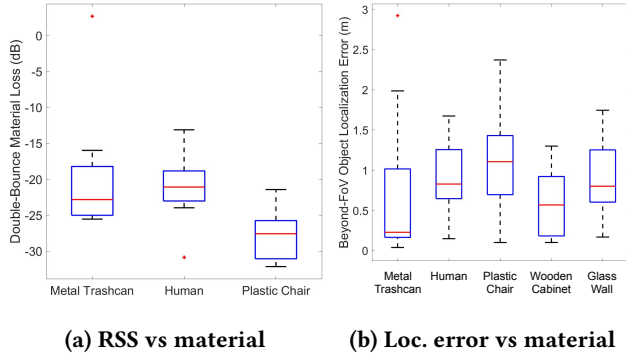 (a)
0
-5
-10
-15
-20
-25
-30
Double-Bounce Material Loss (dB)
Metal Trashcan Human Plastic Chair
(b)
3
2.5
2
1.5
1
0.5
0
Beyond-FoV Object Localization Error (m)
Metal Trashcan
Human
Plastic Chair
Wooden Cabinet
Glass Wall
(a) RSS vs material
(b) Loc. error vs material